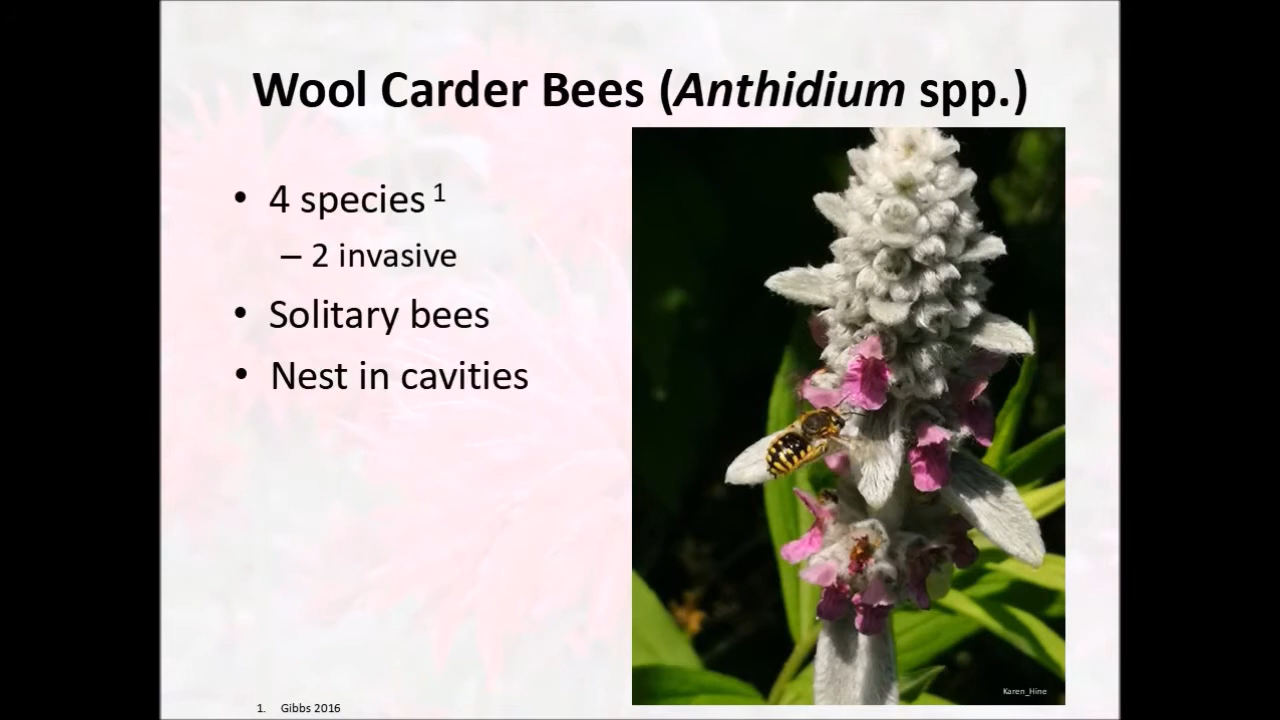 Wool Carder Bees (Anthidium spp.)
• 4 species 1
– 2 invasive
• Solitary bees
• Nest in cavities
Karen_Hine
1. Gibbs 2016